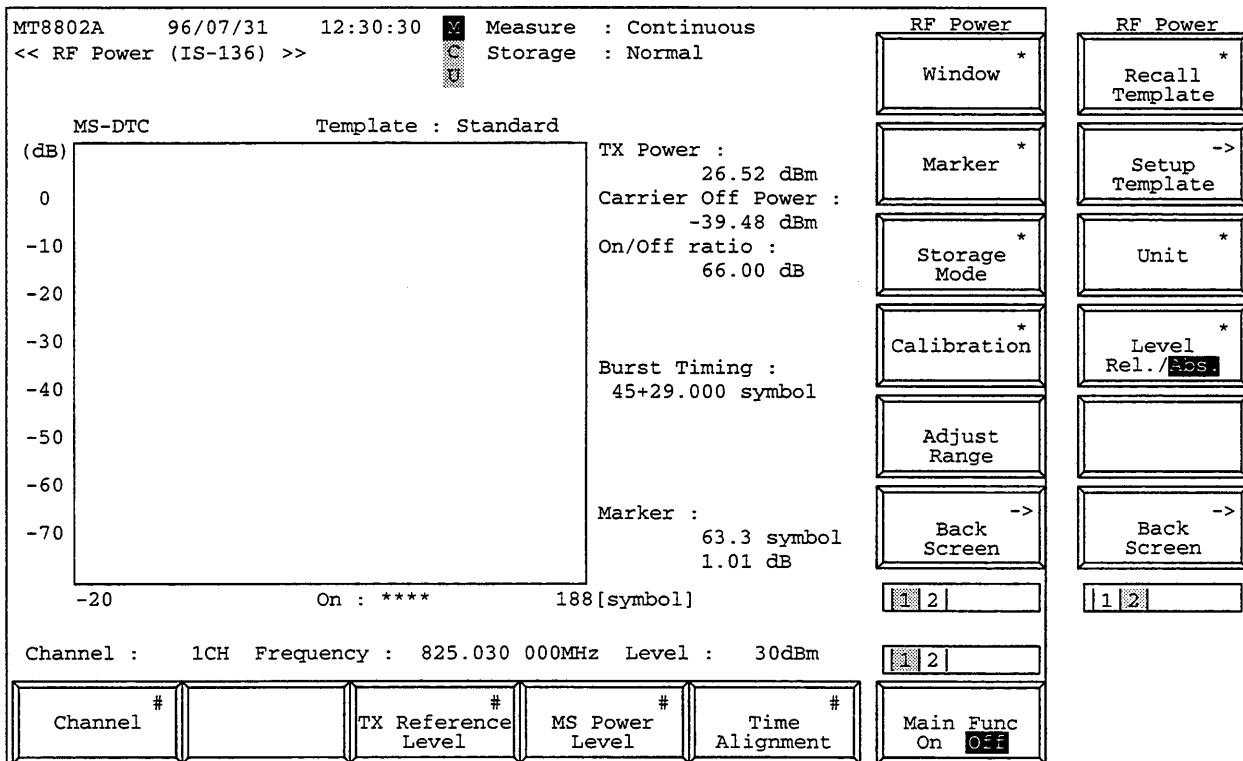 MT8802A 96/07/31 12:30:30 M Measure : Continuous
<< RF Power (IS-136) >> C Storage : Normal
U
MS-DTC Template : Standard
(dB)
0
-10
-20
-30
-40
-50
-60
-70
-20 On : **** 188[symbol]
TX Power :
26.52 dBm
Carrier Off Power :
-39.48 dBm
On/Off ratio :
66.00 dB
Burst Timing :
45+29.000 symbol
Marker :
63.3 symbol
1.01 dB
Channel : 1CH Frequency : 825.030 000MHz Level : 30dBm
#
Channel
#
TX Reference
Level
#
MS Power
Level
#
Time
Alignment
RF Power
*
Window
*
Marker
*
Storage
Mode
*
Calibration
Adjust
Range
->
Back
Screen
1 2
1 2
Main Func
On Off
RF Power
*
Recall
Template
->
Setup
Template
*
Unit
*
Level
Rel./Abs.
->
Back
Screen
1 2